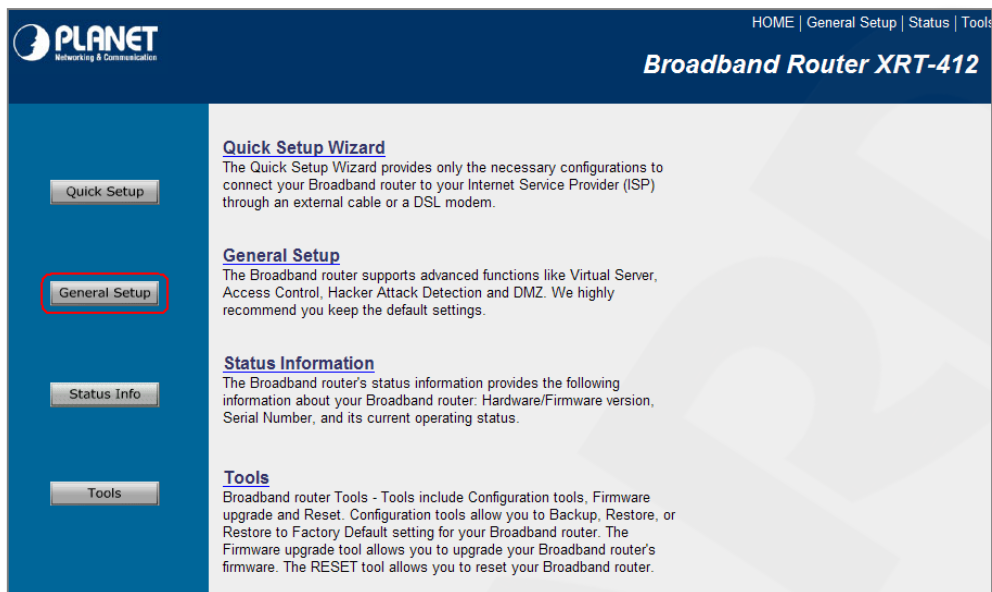 PLANET
Networking & Communication
HOME | General Setup | Status | Tools
Broadband Router XRT-412
Quick Setup
Quick Setup Wizard
The Quick Setup Wizard provides only the necessary configurations to
connect your Broadband router to your Internet Service Provider (ISP)
through an external cable or a DSL modem.
General Setup
General Setup
The Broadband router supports advanced functions like Virtual Server,
Access Control, Hacker Attack Detection and DMZ. We highly
recommend you keep the default settings.
Status Info
Status Information
The Broadband router's status information provides the following
information about your Broadband router: Hardware/Firmware version,
Serial Number, and its current operating status.
Tools
Tools
Broadband router Tools - Tools include Configuration tools, Firmware
upgrade and Reset. Configuration tools allow you to Backup, Restore, or
Restore to Factory Default setting for your Broadband router. The
Firmware upgrade tool allows you to upgrade your Broadband router's
firmware. The RESET tool allows you to reset your Broadband router.